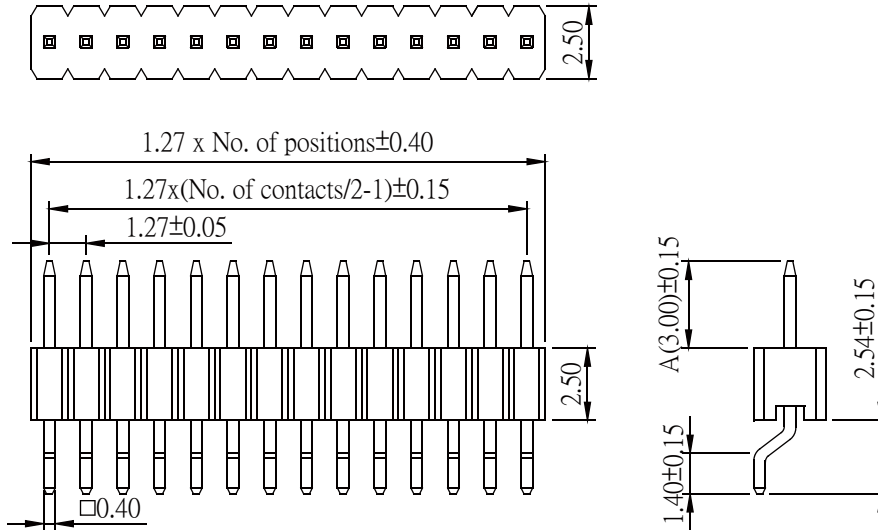 2.50
1.27 x No. of positions±0.40
1.27x(No. of contacts/2-1)±0.15
1.27±0.05
A(3.00)±0.15
2.54±0.15
2.50
1.40±0.15
□0.40